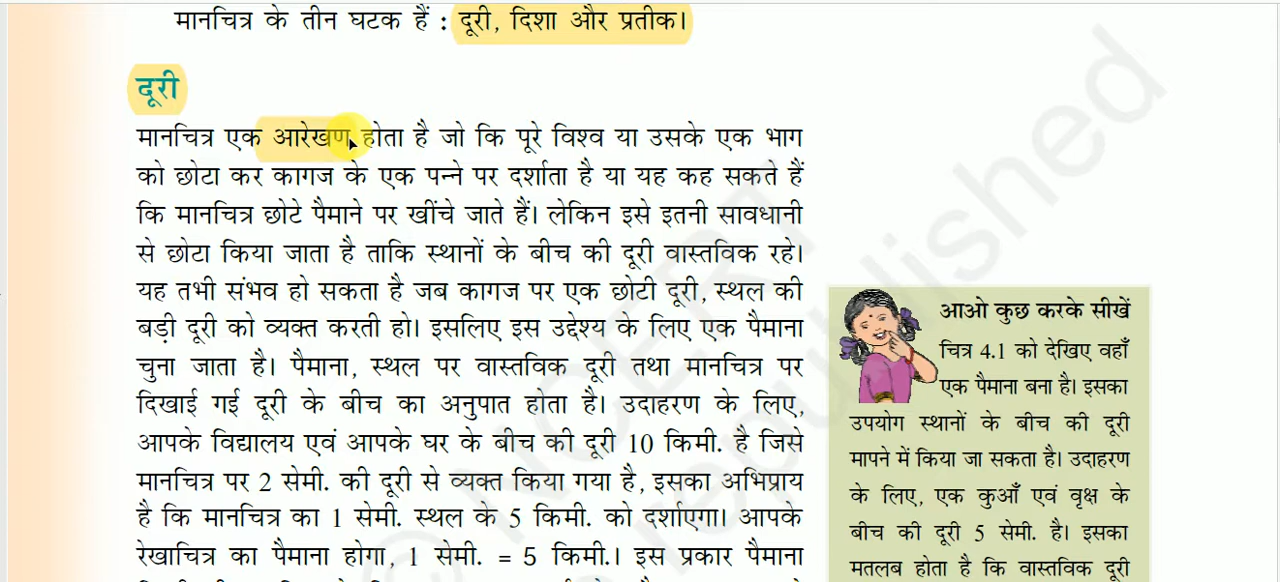 मानचित्र के तीन घटक हैं : दूरी, दिशा और प्रतीक।
दूरी
मानचित्र एक आरेखण होता है जो कि पूरे विश्व या उसके एक भाग
को छोटा कर कागज के एक पन्ने पर दर्शाता है या यह कह सकते हैं
कि मानचित्र छोटे पैमाने पर खींचे जाते हैं। लेकिन इसे इतनी सावधानी
से छोटा किया जाता है ताकि स्थानों के बीच की दूरी वास्तविक रहे।
यह तभी संभव हो सकता है जब कागज पर एक छोटी दूरी, स्थल की
बड़ी दूरी को व्यक्त करती हो। इसलिए इस उद्देश्य के लिए एक पैमाना
चुना जाता है। पैमाना, स्थल पर वास्तविक दूरी तथा मानचित्र पर
दिखाई गई दूरी के बीच का अनुपात होता है। उदाहरण के लिए,
आपके विद्यालय एवं आपके घर के बीच की दूरी 10 किमी. है जिसे
मानचित्र पर 2 सेमी. की दूरी से व्यक्त किया गया है, इसका अभिप्राय
है कि मानचित्र का 1 सेमी. स्थल के 5 किमी. को दर्शाएगा। आपके
रेखाचित्र का पैमाना होगा, 1 सेमी. = 5 किमी.। इस प्रकार पैमाना
आओ कुछ करके सीखें
चित्र 4.1 को देखिए वहाँ
एक पैमाना बना है। इसका
उपयोग स्थानों के बीच की दूरी
मापने में किया जा सकता है। उदाहरण
के लिए, एक कुआँ एवं वृक्ष के
बीच की दूरी 5 सेमी. है। इसका
मतलब होता है कि वास्तविक दूरी
© NCERT
republished